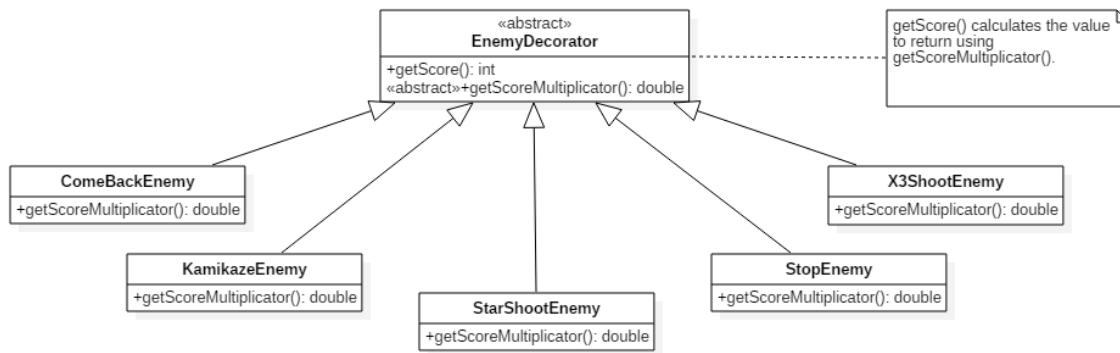 «abstract»
EnemyDecorator
+getScore(): int
«abstract»+getScoreMultiplicator(): double
getScore() calculates the value
to return using
getScoreMultiplicator().
ComeBackEnemy
+getScoreMultiplicator(): double
X3ShootEnemy
+getScoreMultiplicator(): double
KamikazeEnemy
+getScoreMultiplicator(): double
StopEnemy
+getScoreMultiplicator(): double
StarShootEnemy
+getScoreMultiplicator(): double